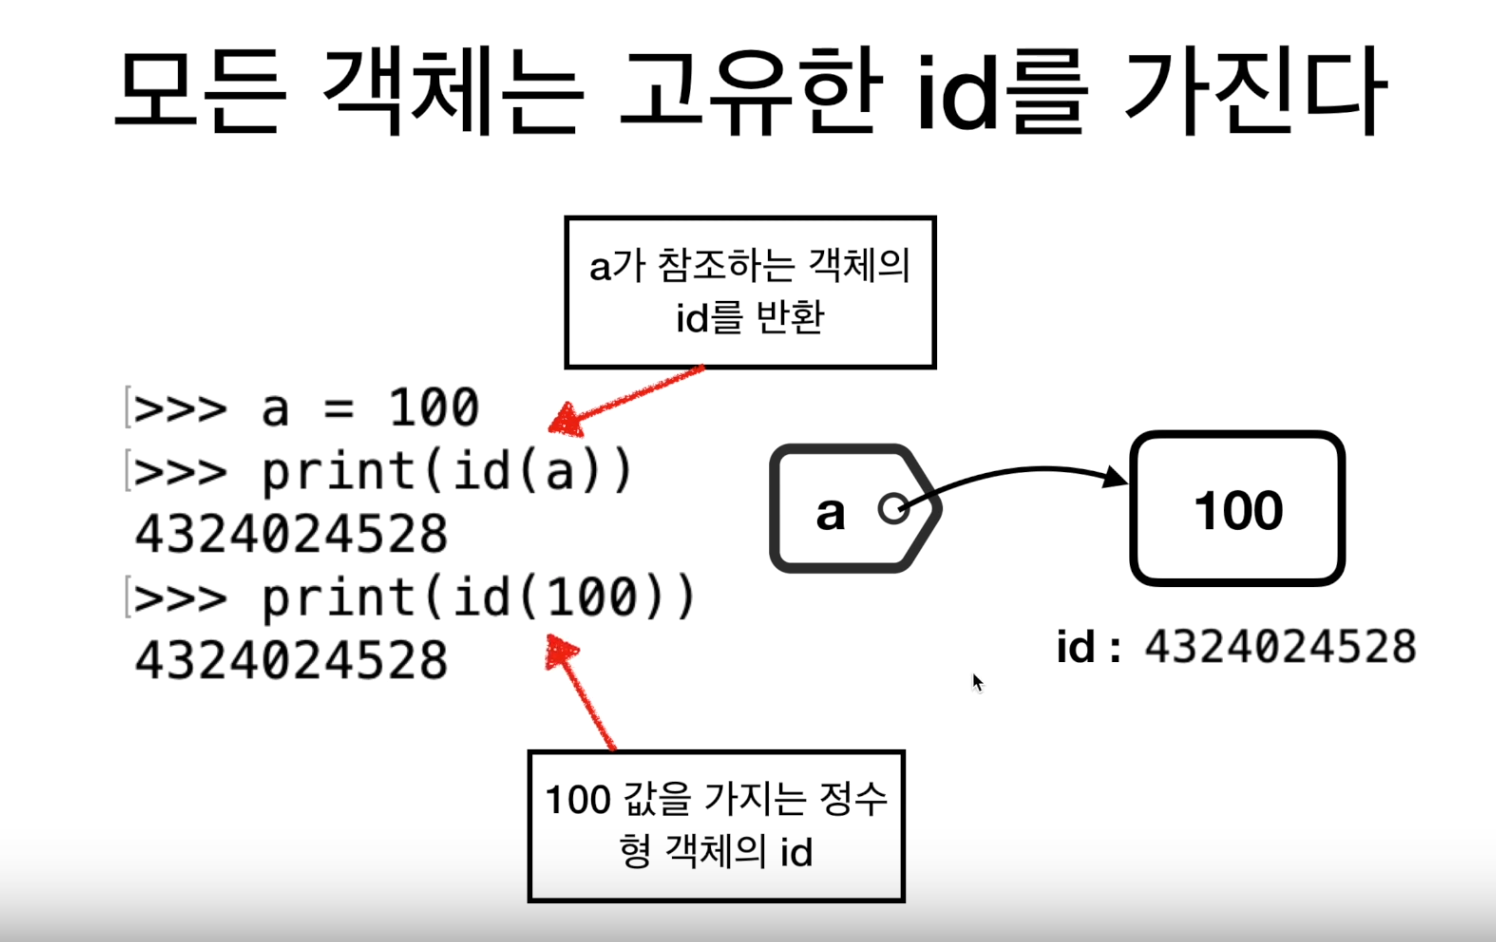 모든 객체는 고유한 id를 가진다
a가 참조하는 객체의
id를 반환
[>>> a = 100
[>>> print(id(a))
4324024528
[>>> print(id(100))
4324024528
a
100
id : 4324024528
100 값을 가지는 정수
형 객체의 id